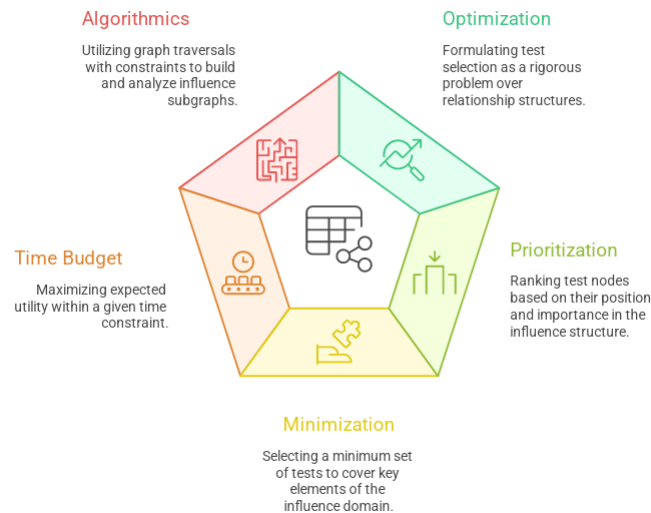 Algorithmics
Utilizing graph traversals
with constraints to build
and analyze influence
subgraphs.
Optimization
Formulating test
selection as a rigorous
problem over
relationship structures.
Time Budget
Maximizing expected
utility within a given time
constraint.
Prioritization
Ranking test nodes
based on their position
and importance in the
influence structure.
Minimization
Selecting a minimum set
of tests to cover key
elements of the
influence domain.